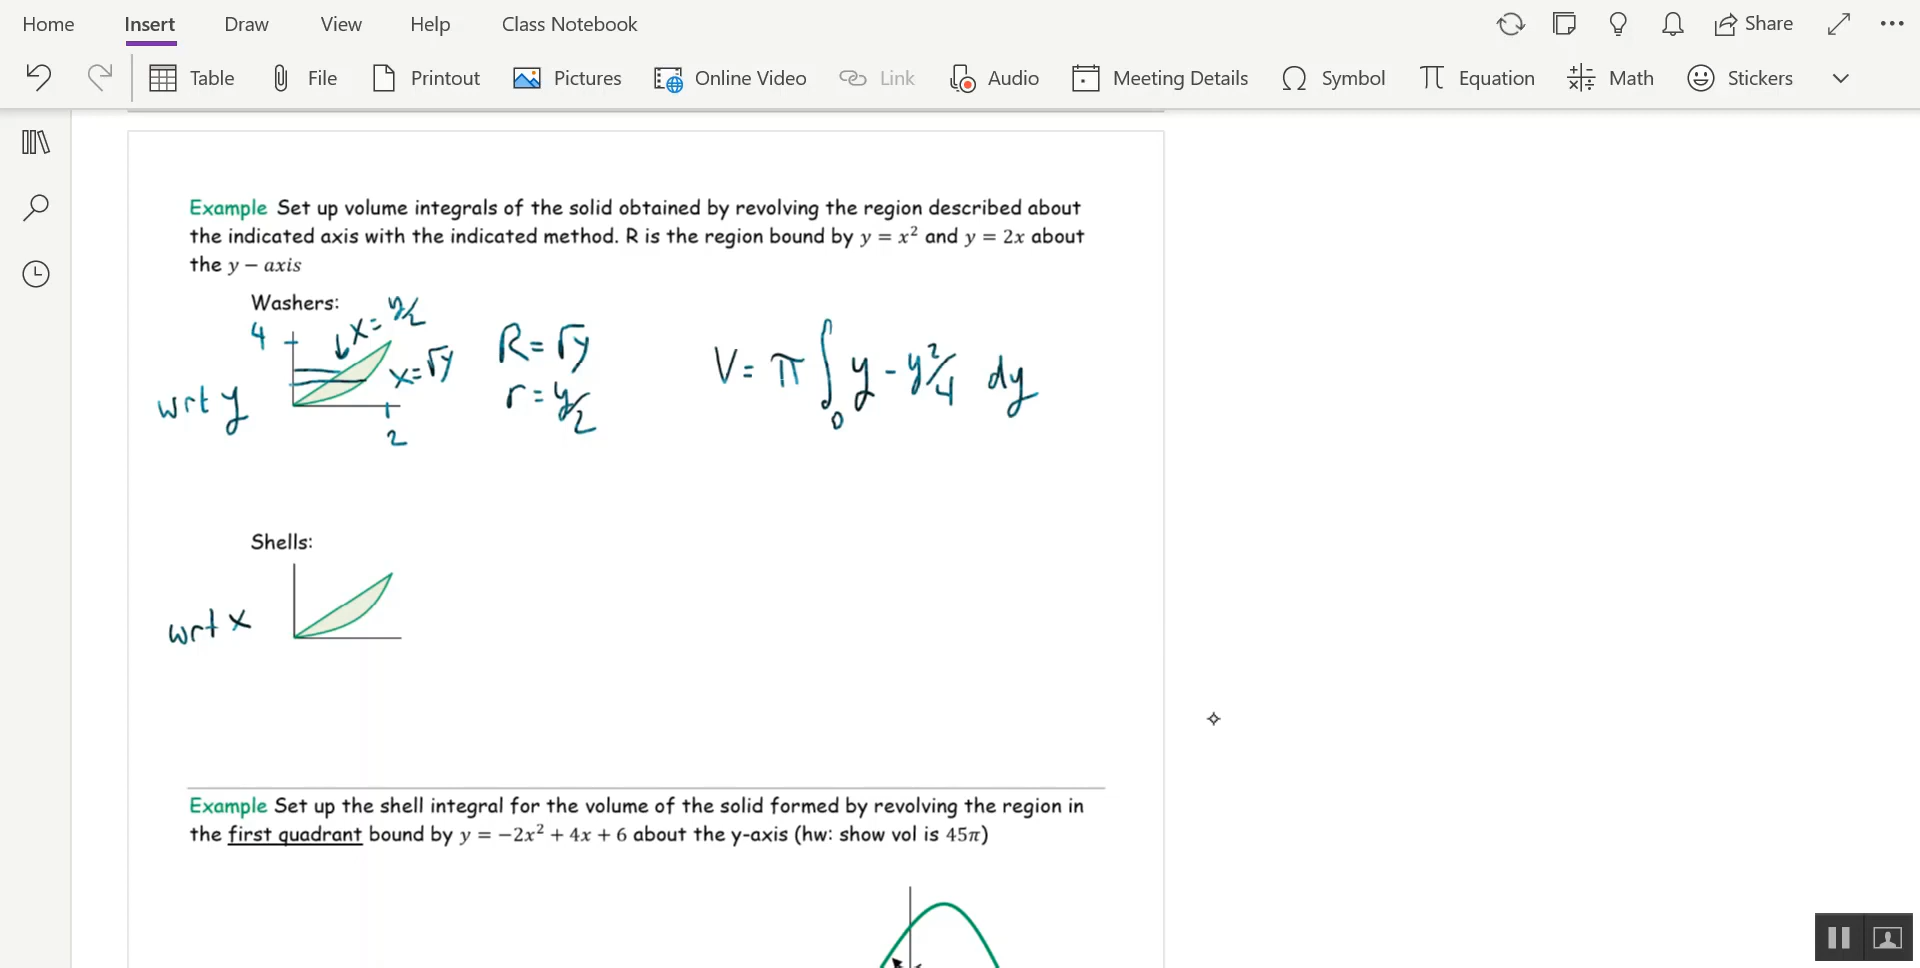 Home Insert Draw View Help Class Notebook Share
Table File Printout Pictures Online Video Link Audio Meeting Details Symbol Equation Math Stickers
Example Set up volume integrals of the solid obtained by revolving the region described about
the indicated axis with the indicated method. R is the region bound by y = x² and y = 2x about
the y − axis
Washers:
4
x = y/2
x = √y
wrt y
2
R = √y
r = y/2
V = π ∫₀ y - y²/4 dy
Shells:
wrt x
Example Set up the shell integral for the volume of the solid formed by revolving the region in
the first quadrant bound by y = −2x² + 4x + 6 about the y-axis (hw: show vol is 45π)